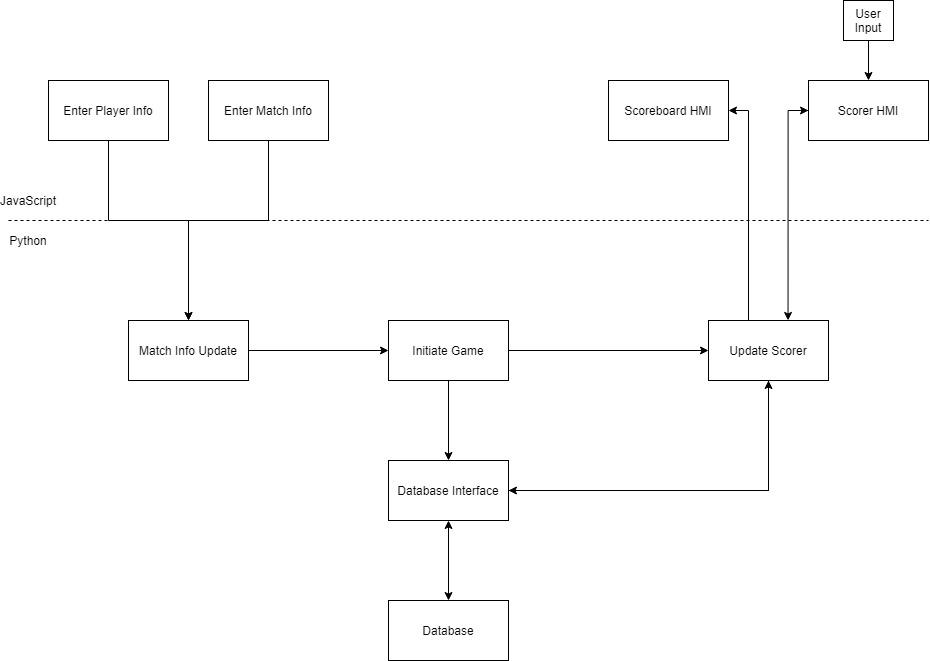 User
Input
Enter Player Info
Enter Match Info
Scoreboard HMI
Scorer HMI
JavaScript
Python
Match Info Update
Initiate Game
Update Scorer
Database Interface
Database